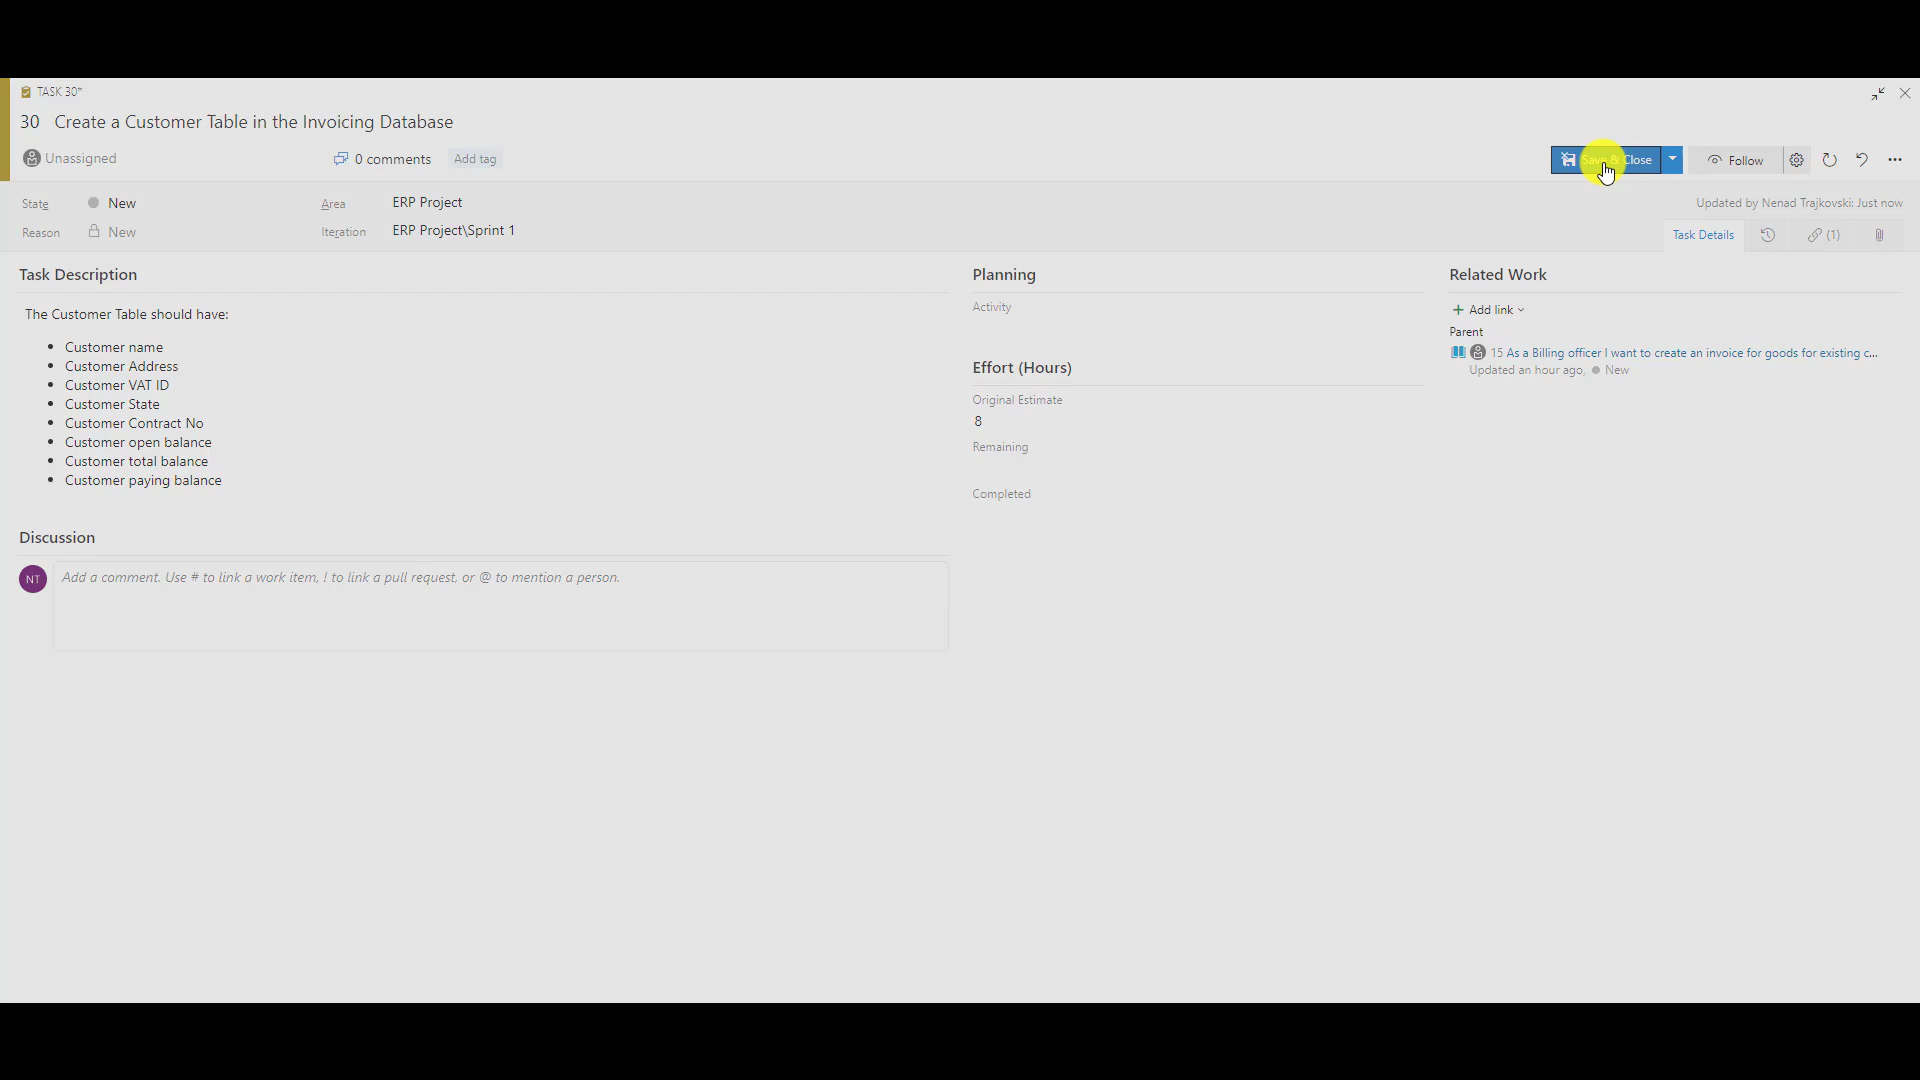 TASK 30*
30 Create a Customer Table in the Invoicing Database
Unassigned
0 comments
Add tag
Save & Close
Follow
State
New
Area
ERP Project
Updated by Nenad Trajkovski: Just now
Reason
New
Iteration
ERP Project\Sprint 1
Task Details
(1)
Task Description
The Customer Table should have:
Customer name
Customer Address
Customer VAT ID
Customer State
Customer Contract No
Customer open balance
Customer total balance
Customer paying balance
Discussion
NT
Add a comment. Use # to link a work item, ! to link a pull request, or @ to mention a person.
Planning
Activity
Effort (Hours)
Original Estimate
8
Remaining
Completed
Related Work
Add link
Parent
15 As a Billing officer I want to create an invoice for goods for existing c...
Updated an hour ago, New